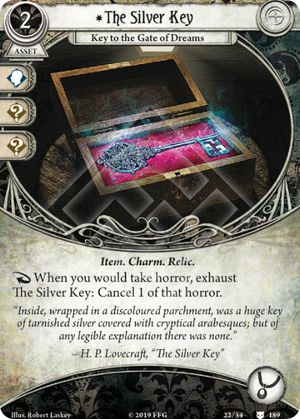 2
The Silver Key
Key to the Gate of Dreams
ASSET
?
?
Item. Charm. Relic.
When you would take horror, exhaust
The Silver Key: Cancel 1 of that horror.
“Inside, wrapped in a discoloured parchment, was a huge key
of tarnished silver covered with cryptical arabesques; but of
any legible explanation there was none.”
– H. P. Lovecraft, “The Silver Key”
Illus. Robert Laskey
© 2019 FFG
22/34
189